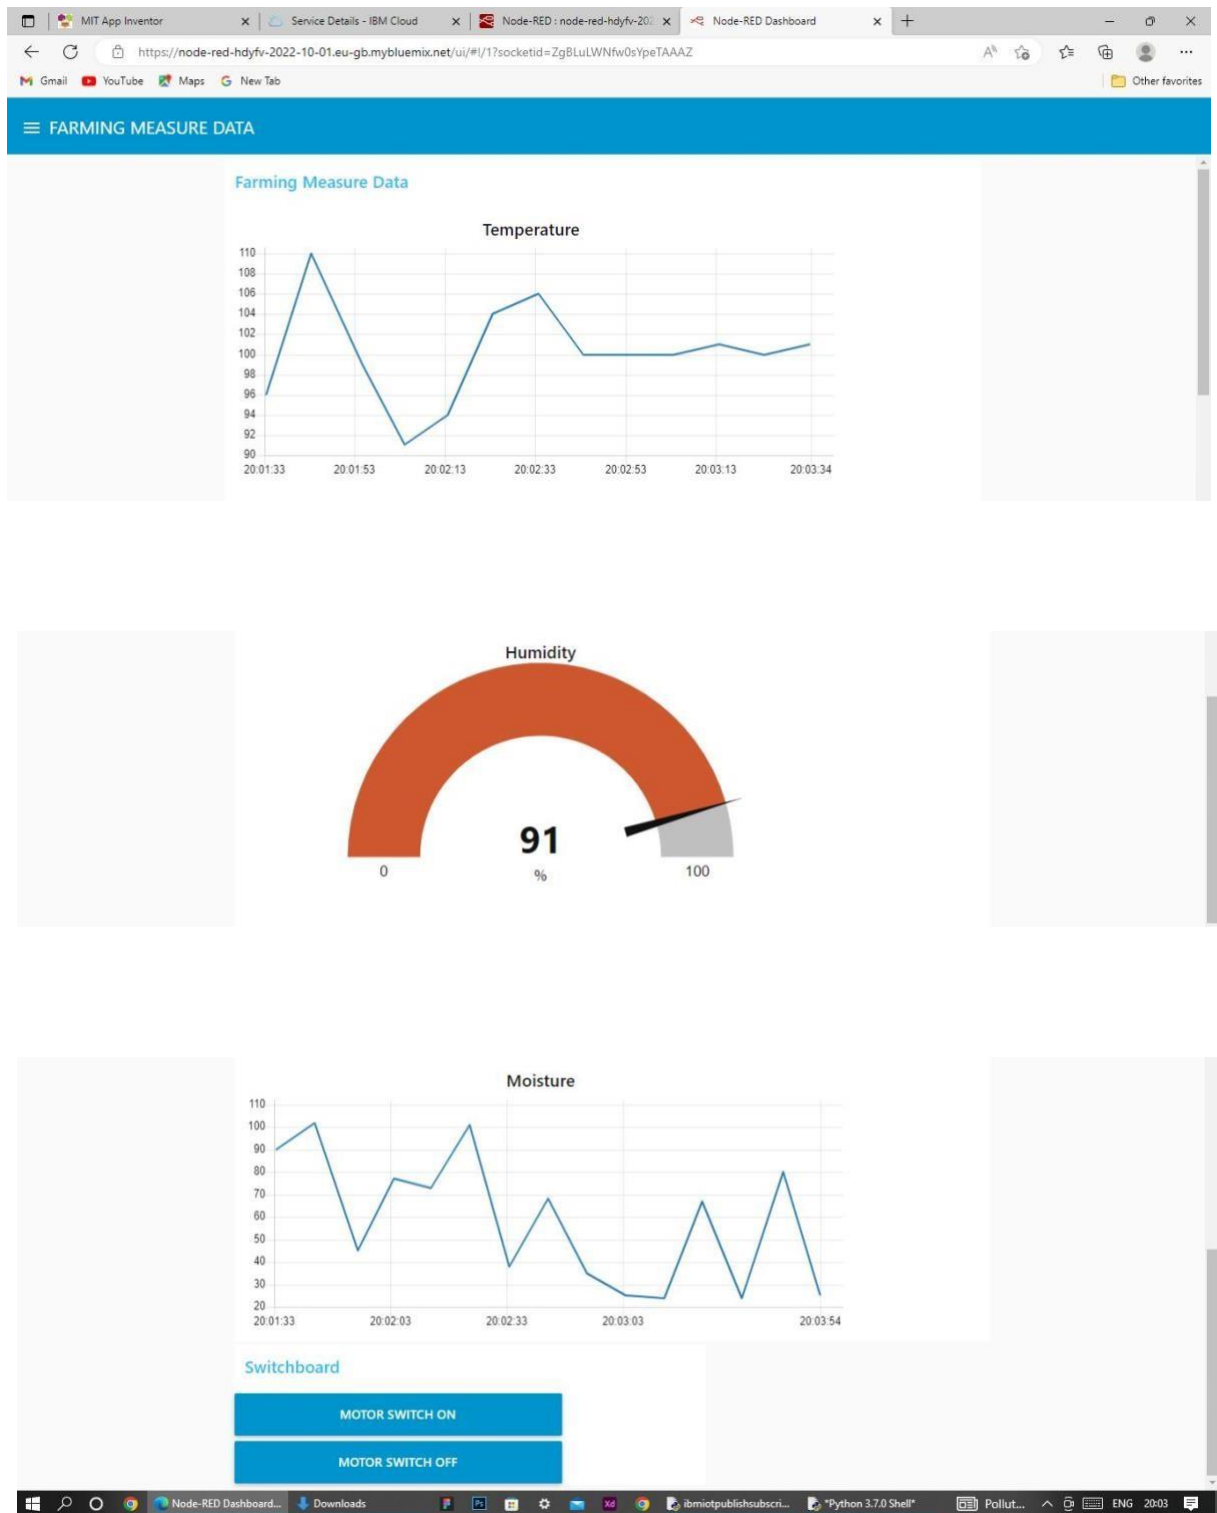 MIT App Inventor
Service Details - IBM Cloud
Node-RED : node-red-hdyfv-202
Node-RED Dashboard
https://node-red-hdyfv-2022-10-01.eu-gb.mybluemix.net/ui/#!/1?socketid=ZgBLuLWNfw0sYpeTAAAZ
Gmail YouTube Maps New Tab Other favorites
FARMING MEASURE DATA
Farming Measure Data
Temperature
110
108
106
104
102
100
98
96
94
92
90
20:01:33 20:01:53 20:02:13 20:02:33 20:02:53 20:03:13 20:03:34
Humidity
91
%
0 100
Moisture
110
100
90
80
70
60
50
40
30
20
20:01:33 20:02:03 20:02:33 20:03:03 20:03:54
Switchboard
MOTOR SWITCH ON
MOTOR SWITCH OFF
Node-RED Dashboard... Downloads Ps Xd ibmiotpublishsubscri... *Python 3.7.0 Shell* Pollut... ENG 20:03